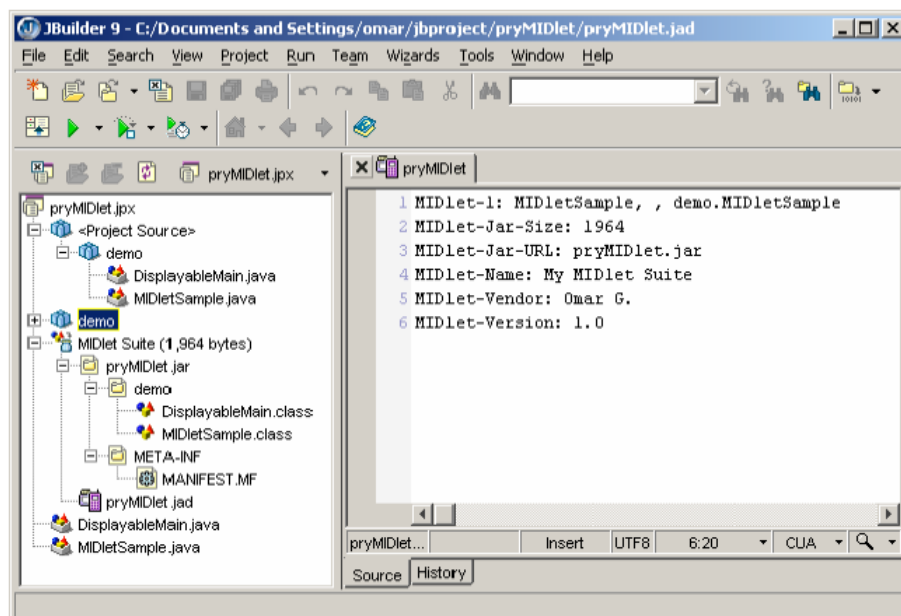 JBuilder 9 - C:/Documents and Settings/omar/jbproject/pryMIDlet/pryMIDlet.jad
File Edit Search View Project Run Team Wizards Tools Window Help
pryMIDlet.jpx
pryMIDlet.jpx
<Project Source>
demo
DisplayableMain.java
MIDletSample.java
demo
MIDlet Suite (1,964 bytes)
pryMIDlet.jar
demo
DisplayableMain.class
MIDletSample.class
META-INF
MANIFEST.MF
pryMIDlet.jad
DisplayableMain.java
MIDletSample.java
pryMIDlet
1 MIDlet-1: MIDletSample, , demo.MIDletSample
2 MIDlet-Jar-Size: 1964
3 MIDlet-Jar-URL: pryMIDlet.jar
4 MIDlet-Name: My MIDlet Suite
5 MIDlet-Vendor: Omar G.
6 MIDlet-Version: 1.0
pryMIDlet... Insert UTF8 6:20 CUA
Source History